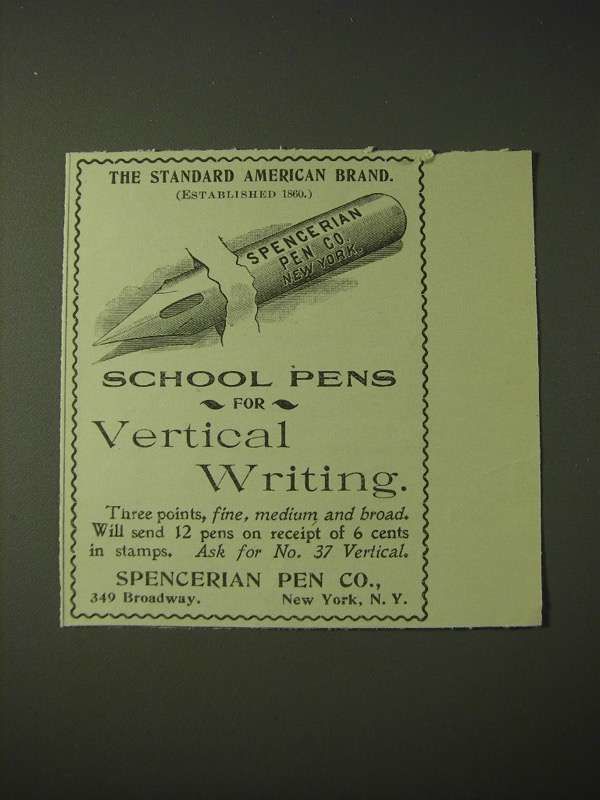 THE STANDARD AMERICAN BRAND.
(ESTABLISHED 1860.)
SPENCERIAN
PEN CO.
NEW YORK.
SCHOOL PENS
FOR
Vertical
Writing.
Three points, fine, medium and broad.
Will send 12 pens on receipt of 6 cents
in stamps. Ask for No. 37 Vertical.
SPENCERIAN PEN CO.,
349 Broadway. New York, N. Y.